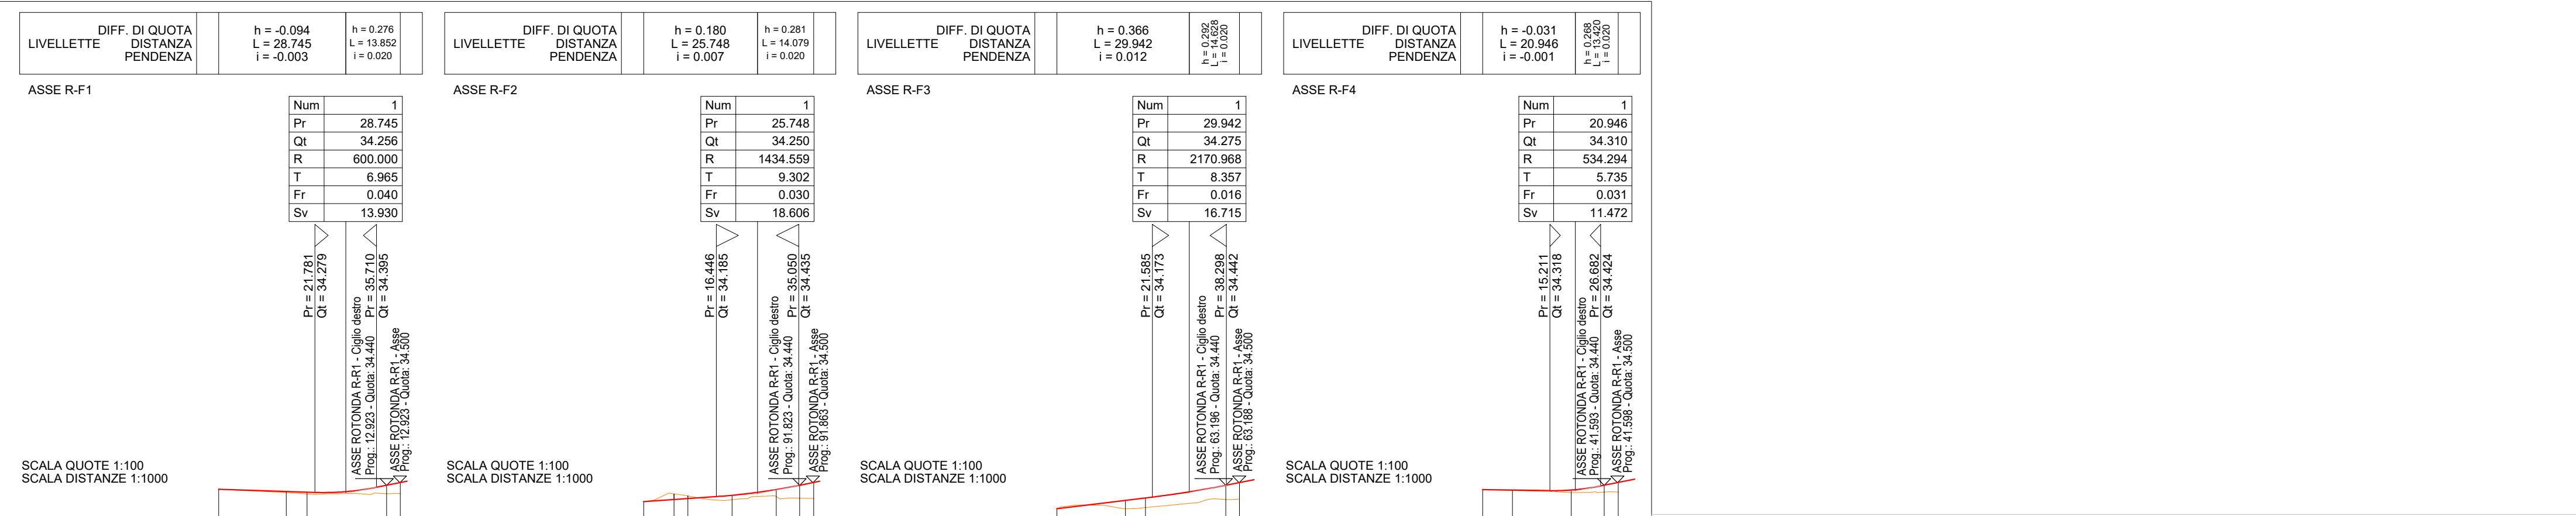 DIFF. DI QUOTA
LIVELLETTE DISTANZA
PENDENZA
h = -0.094
L = 28.745
i = -0.003
h = 0.276
L = 13.852
i = 0.020
ASSE R-F1
Num 1
Pr 28.745
Qt 34.256
R 600.000
T 6.965
Fr 0.040
Sv 13.930
Pr = 21.781
Qt = 34.279
Pr = 35.710
Qt = 34.395
ASSE ROTONDA R-R1 - Ciglio destro
Prog.: 12.923 - Quota: 34.440
ASSE ROTONDA R-R1 - Asse
Prog.: 12.923 - Quota: 34.500
SCALA QUOTE 1:100
SCALA DISTANZE 1:1000
DIFF. DI QUOTA
LIVELLETTE DISTANZA
PENDENZA
h = 0.180
L = 25.748
i = 0.007
h = 0.281
L = 14.079
i = 0.020
ASSE R-F2
Num 1
Pr 25.748
Qt 34.250
R 1434.559
T 9.302
Fr 0.030
Sv 18.606
Pr = 16.446
Qt = 34.185
Pr = 35.050
Qt = 34.435
ASSE ROTONDA R-R1 - Ciglio destro
Prog.: 91.823 - Quota: 34.440
ASSE ROTONDA R-R1 - Asse
Prog.: 91.863 - Quota: 34.500
SCALA QUOTE 1:100
SCALA DISTANZE 1:1000
DIFF. DI QUOTA
LIVELLETTE DISTANZA
PENDENZA
h = 0.366
L = 29.942
i = 0.012
h = 0.292
L = 14.628
i = 0.020
ASSE R-F3
Num 1
Pr 29.942
Qt 34.275
R 2170.968
T 8.357
Fr 0.016
Sv 16.715
Pr = 21.585
Qt = 34.173
Pr = 38.298
Qt = 34.442
ASSE ROTONDA R-R1 - Ciglio destro
Prog.: 63.196 - Quota: 34.440
ASSE ROTONDA R-R1 - Asse
Prog.: 63.188 - Quota: 34.500
SCALA QUOTE 1:100
SCALA DISTANZE 1:1000
DIFF. DI QUOTA
LIVELLETTE DISTANZA
PENDENZA
h = -0.031
L = 20.946
i = -0.001
h = 0.268
L = 13.420
i = 0.020
ASSE R-F4
Num 1
Pr 20.946
Qt 34.310
R 534.294
T 5.735
Fr 0.031
Sv 11.472
Pr = 15.211
Qt = 34.318
Pr = 26.682
Qt = 34.424
ASSE ROTONDA R-R1 - Ciglio destro
Prog.: 41.593 - Quota: 34.440
ASSE ROTONDA R-R1 - Asse
Prog.: 41.598 - Quota: 34.500
SCALA QUOTE 1:100
SCALA DISTANZE 1:1000